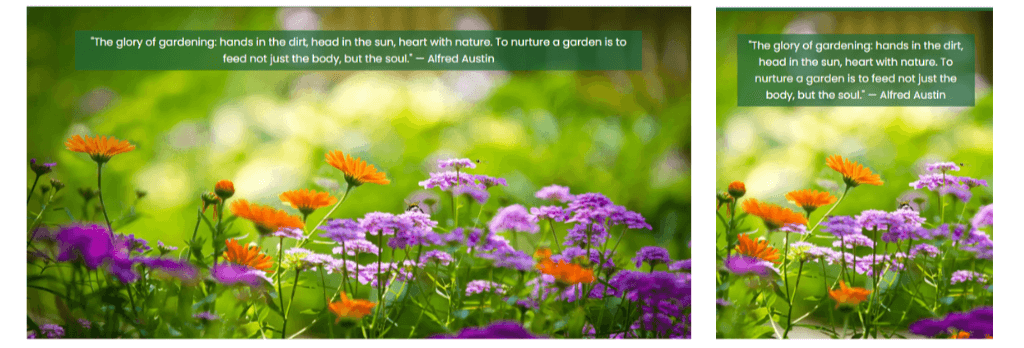 "The glory of gardening: hands in the dirt, head in the sun, heart with nature. To nurture a garden is to
feed not just the body, but the soul." — Alfred Austin
"The glory of gardening: hands in the dirt,
head in the sun, heart with nature. To
nurture a garden is to feed not just the
body, but the soul." — Alfred Austin